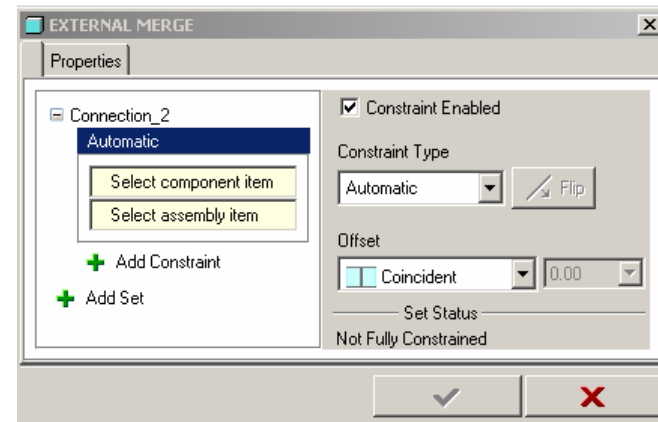 EXTERNAL MERGE
Properties
Connection_2
Automatic
Select component item
Select assembly item
Add Constraint
Add Set
Constraint Enabled
Constraint Type
Automatic
Flip
Offset
Coincident
0.00
Set Status
Not Fully Constrained